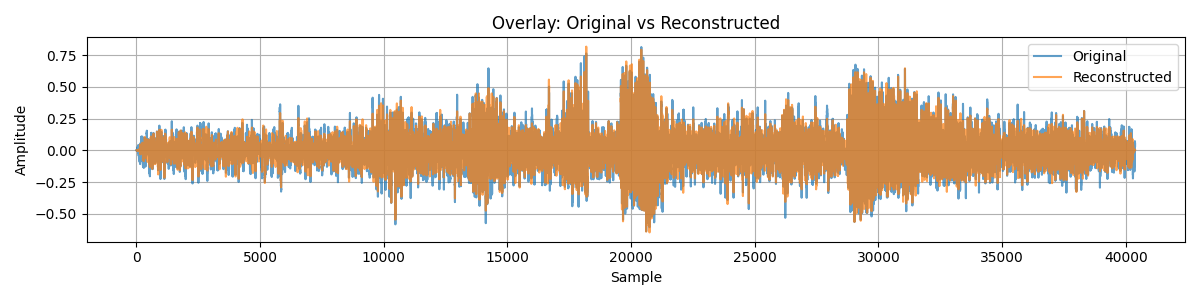 Overlay: Original vs Reconstructed
Amplitude
0.75
0.50
0.25
0.00
−0.25
−0.50
Original
Reconstructed
0 5000 10000 15000 20000 25000 30000 35000 40000
Sample